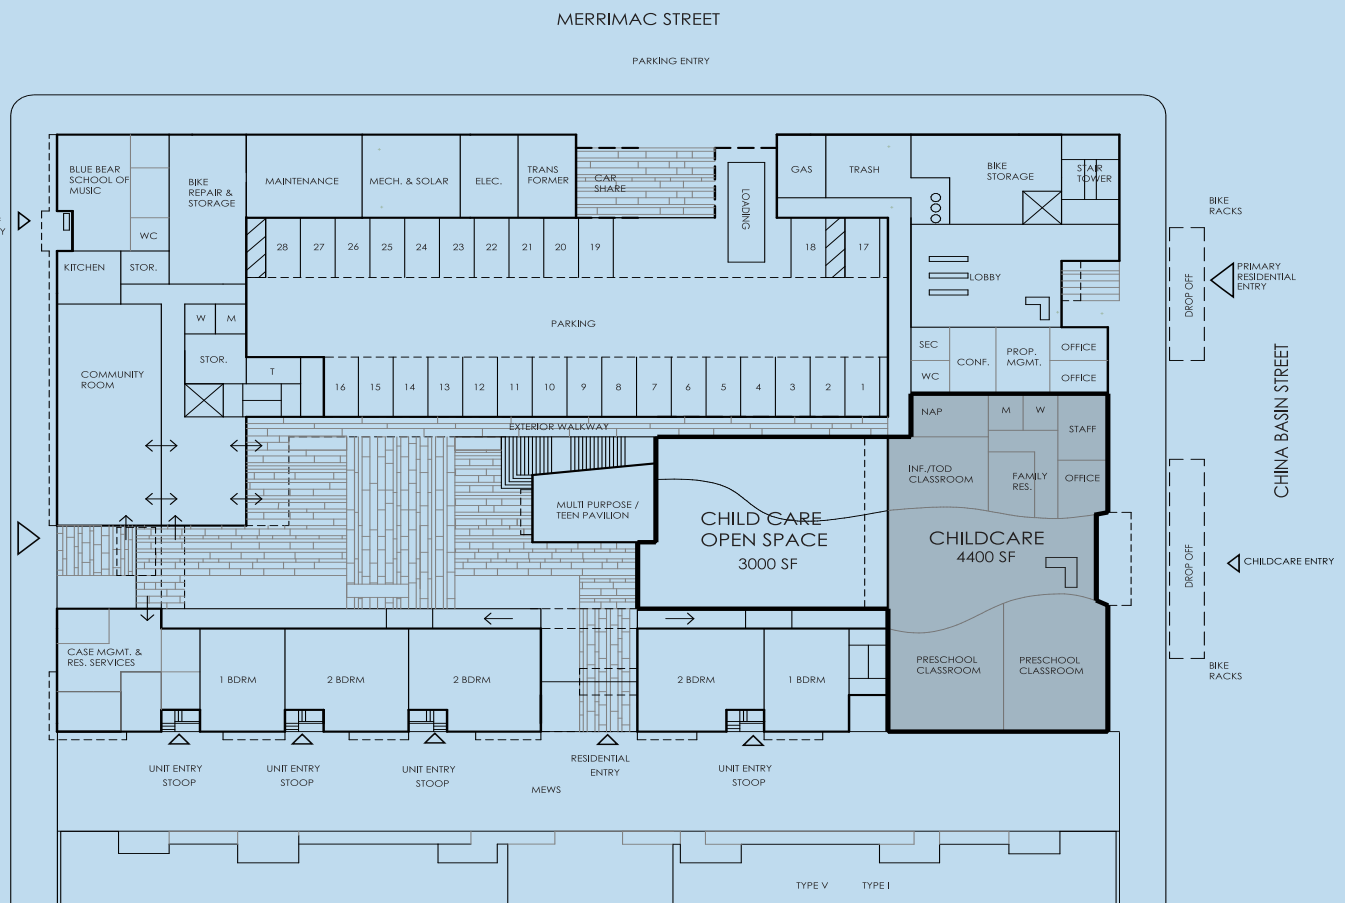 MERRIMAC STREET
PARKING ENTRY
BLUE BEAR
SCHOOL OF
MUSIC
BIKE
REPAIR &
STORAGE
MAINTENANCE
MECH. & SOLAR
ELEC.
TRANS
FORMER
CAR
SHARE
LOADING
GAS
TRASH
BIKE
STORAGE
STAIR
TOWER
BIKE
RACKS
WC
KITCHEN
STOR.
28
27
26
25
24
23
22
21
20
19
18
17
LOBBY
DROP OFF
PRIMARY
RESIDENTIAL
ENTRY
W
M
STOR.
T
PARKING
COMMUNITY
ROOM
16
15
14
13
12
11
10
9
8
7
6
5
4
3
2
1
SEC
WC
CONF.
PROP.
MGMT.
OFFICE
OFFICE
CHINA BASIN STREET
EXTERIOR WALKWAY
NAP
M
W
STAFF
INF./TOD
CLASSROOM
FAMILY
RES.
OFFICE
MULTI PURPOSE /
TEEN PAVILION
CHILD CARE
OPEN SPACE
3000 SF
CHILDCARE
4400 SF
DROP OFF
CHILDCARE ENTRY
CASE MGMT. &
RES. SERVICES
1 BDRM
2 BDRM
2 BDRM
2 BDRM
1 BDRM
PRESCHOOL
CLASSROOM
PRESCHOOL
CLASSROOM
BIKE
RACKS
UNIT ENTRY
STOOP
UNIT ENTRY
STOOP
UNIT ENTRY
STOOP
RESIDENTIAL
ENTRY
UNIT ENTRY
STOOP
MEWS
TYPE V
TYPE I